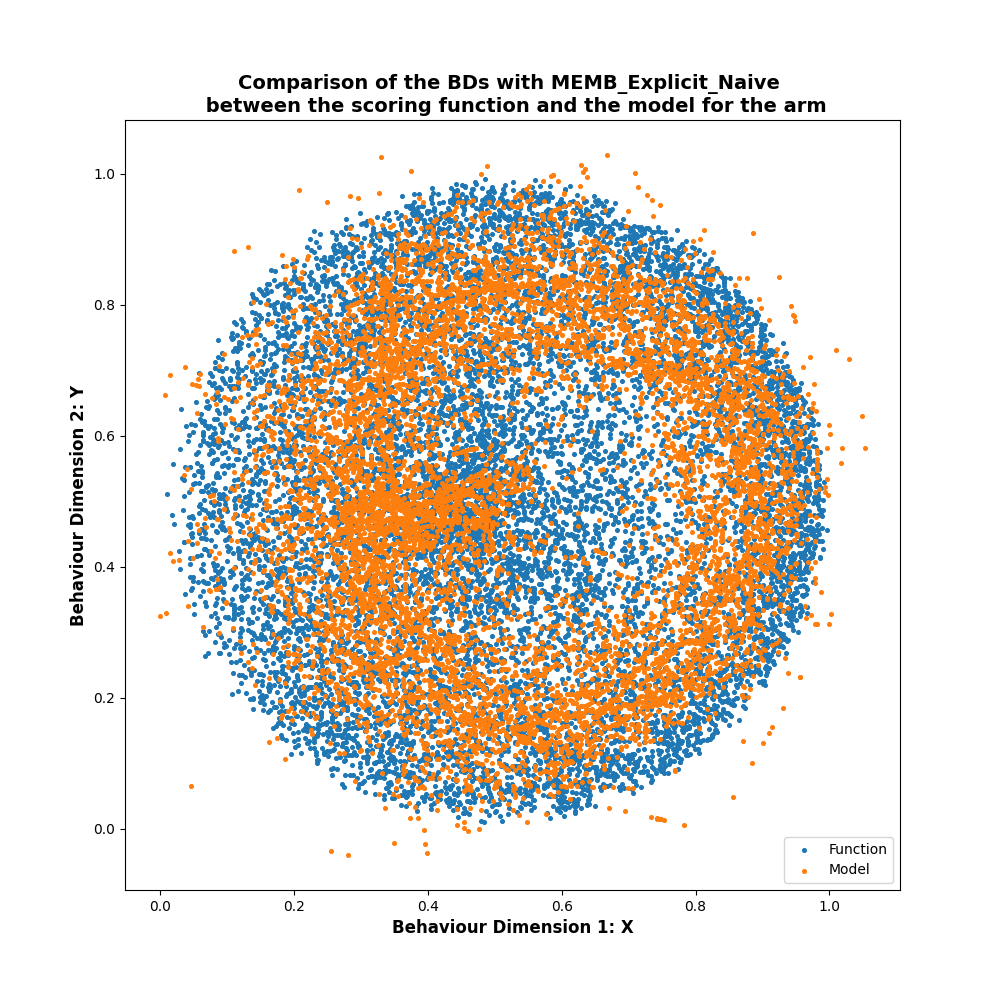 Comparison of the BDs with MEMB_Explicit_Naive
between the scoring function and the model for the arm
1.0
0.8
0.6
0.4
0.2
0.0
Behaviour Dimension 2: Y
0.0 0.2 0.4 0.6 0.8 1.0
Behaviour Dimension 1: X
Function
Model